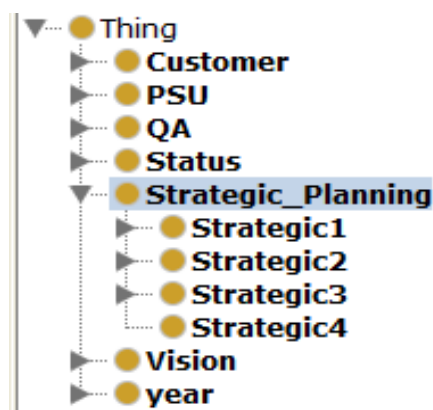 Thing
Customer
PSU
QA
Status
Strategic_Planning
Strategic1
Strategic2
Strategic3
Strategic4
Vision
year